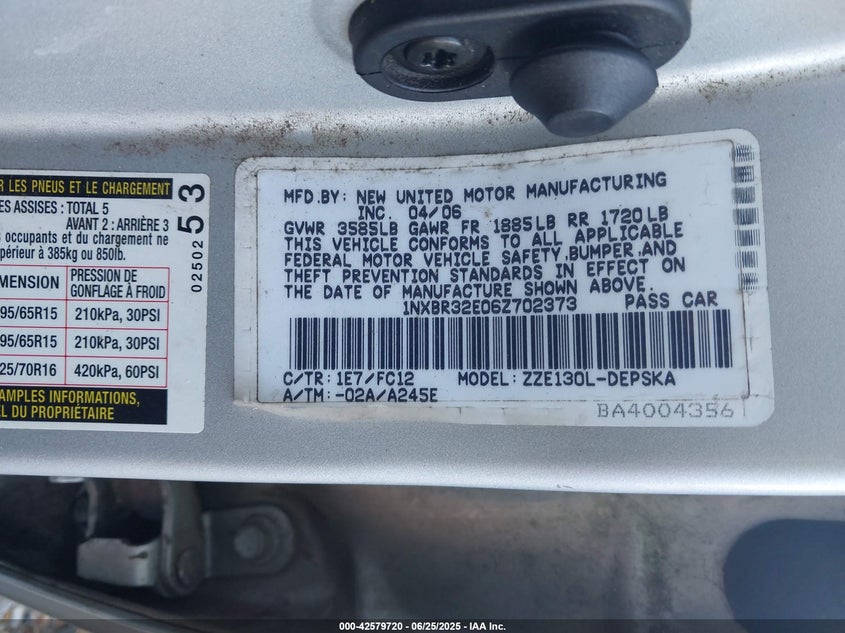 R LES PNEUS ET LE CHARGEMENT
ES ASSISES : TOTAL 5
AVANT 2 : ARRIÈRE 3
occupants et du chargement ne
périeur à 385kg ou 850lb.
MENSION PRESSION DE GONFLAGE À FROID
95/65R15 210kPa, 30PSI
95/65R15 210kPa, 30PSI
25/70R16 420kPa, 60PSI
AMPLES INFORMATIONS,
EL DU PROPRIÉTAIRE
02502 53
MFD.BY: NEW UNITED MOTOR MANUFACTURING
INC. 04/06
GVWR 3585LB GAWR FR 1885LB RR 1720LB
THIS VEHICLE CONFORMS TO ALL APPLICABLE
FEDERAL MOTOR VEHICLE SAFETY,BUMPER,AND
THEFT PREVENTION STANDARDS IN EFFECT ON
THE DATE OF MANUFACTURE SHOWN ABOVE.
1NXBR32E06Z702373 PASS CAR
C/TR: 1E7/FC12 MODEL: ZZE130L-DEPSKA
A/TM: -02A/A245E
BA4004356
000-42579720 — 06/25/2025 — IAA Inc.